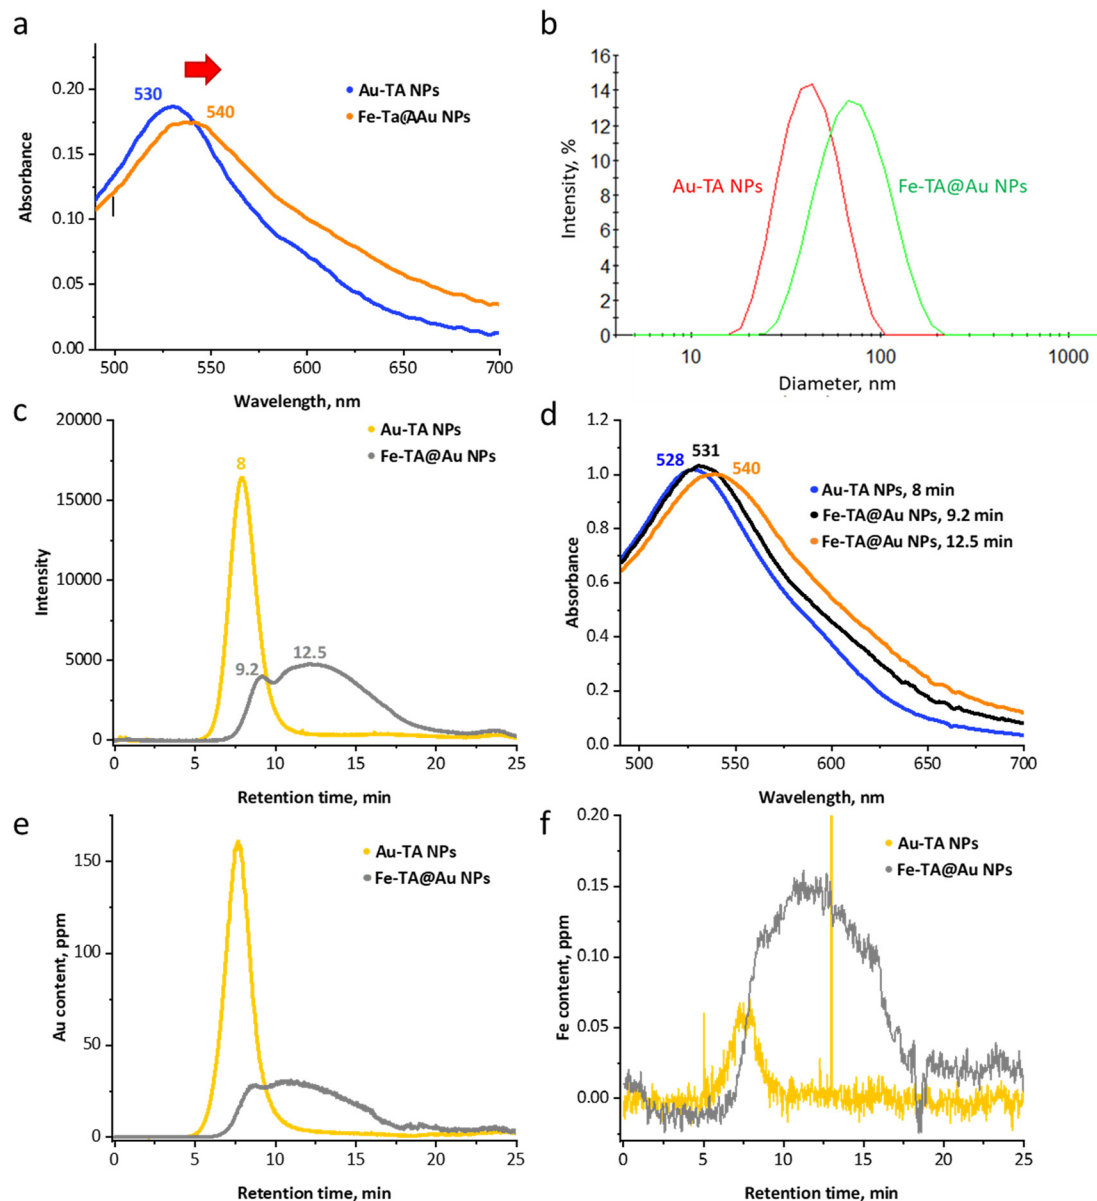 a
0.20
0.15
0.10
0.05
0.00
Absorbance
530
540
Au-TA NPs
Fe-Ta@AAu NPs
500 550 600 650 700
Wavelength, nm
b
16
14
12
10
8
6
4
2
0
Intensity, %
Au-TA NPs
Fe-TA@Au NPs
10 100 1000
Diameter, nm
c
20000
15000
10000
5000
0
Intensity
8
9.2
12.5
Au-TA NPs
Fe-TA@Au NPs
0 5 10 15 20 25
Retention time, min
d
1.2
1.0
0.8
0.6
0.4
0.2
0.0
Absorbance
528
531
540
Au-TA NPs, 8 min
Fe-TA@Au NPs, 9.2 min
Fe-TA@Au NPs, 12.5 min
500 550 600 650 700
Wavelength, nm
e
150
100
50
0
Au content, ppm
Au-TA NPs
Fe-TA@Au NPs
0 5 10 15 20 25
Retention time, min
f
0.20
0.15
0.10
0.05
0.00
Fe content, ppm
Au-TA NPs
Fe-TA@Au NPs
0 5 10 15 20 25
Retention time, min